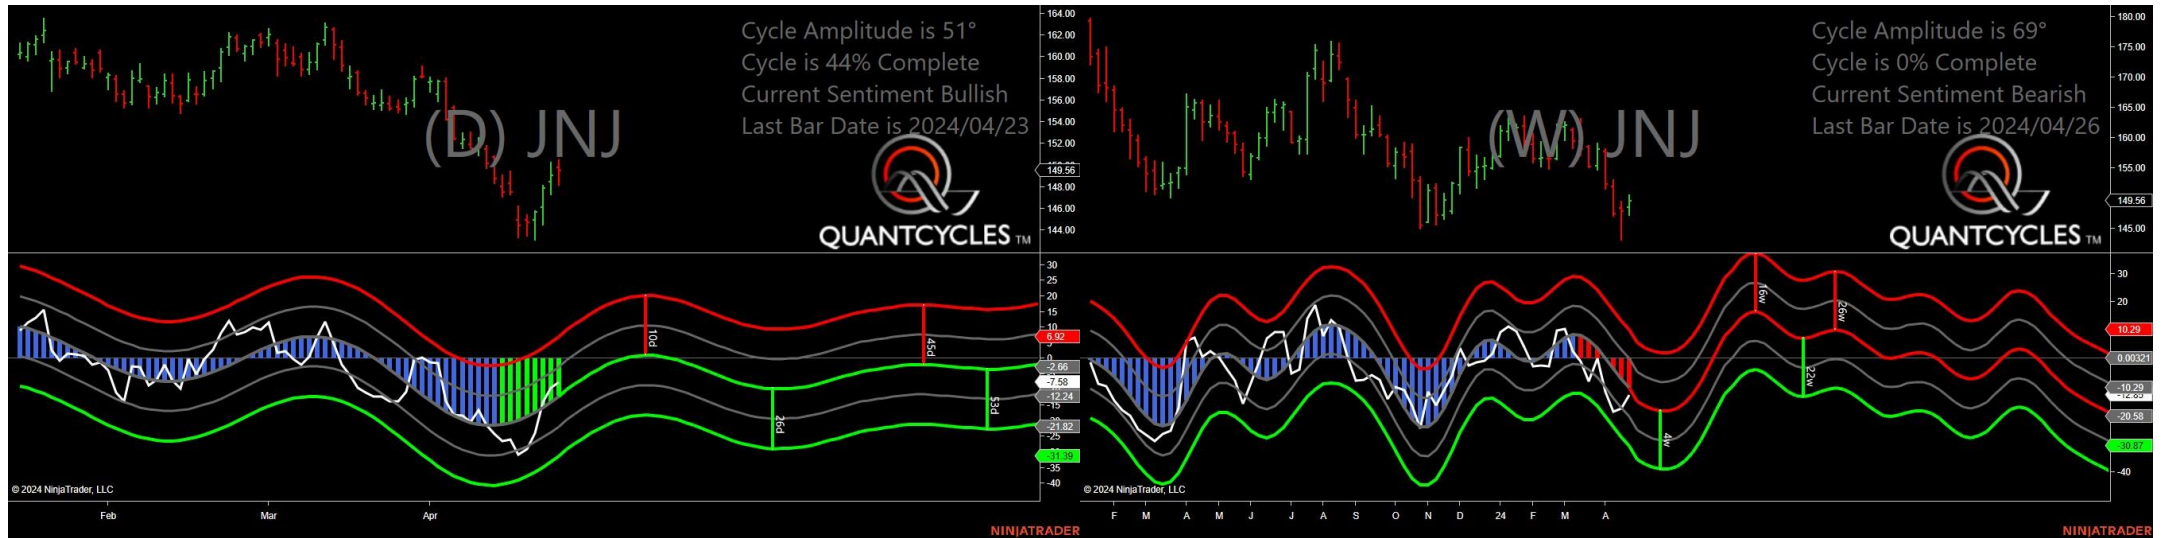 Cycle Amplitude is 51°
Cycle is 44% Complete
Current Sentiment Bullish
Last Bar Date is 2024/04/23
(D) JNJ
QUANTCYCLES TM
164.00
162.00
160.00
158.00
156.00
154.00
152.00
149.56
148.00
146.00
144.00
30
25
20
15
10
6.92
0
-2.66
-7.58
-12.24
-15
-21.82
-25
-31.39
-35
-40
10d
26d
45d
53d
© 2024 NinjaTrader, LLC
Feb Mar Apr
NINJATRADER
Cycle Amplitude is 69°
Cycle is 0% Complete
Current Sentiment Bearish
Last Bar Date is 2024/04/26
(W) JNJ
QUANTCYCLES TM
180.00
175.00
170.00
165.00
160.00
155.00
149.56
145.00
30
20
10.29
0.00321
-10.29
-12.85
-20.58
-30.87
-40
4w
16w
22w
26w
© 2024 NinjaTrader, LLC
F M A M J J A S O N D 24 F M A
NINJATRADER